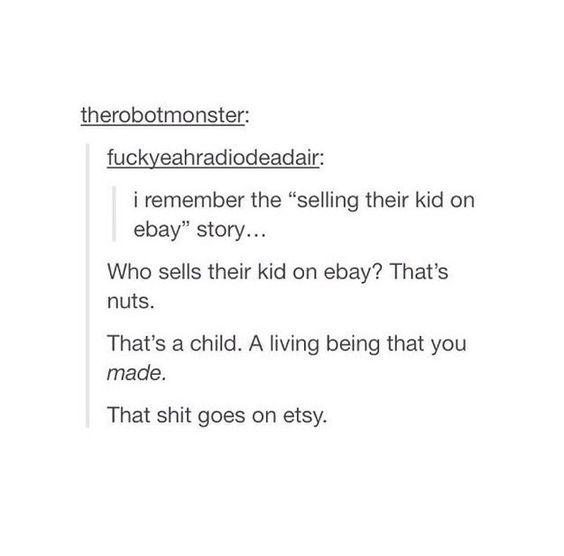 therobotmonster:
fuckyeahradiodeadair:
i remember the “selling their kid on
ebay” story…
Who sells their kid on ebay? That’s
nuts.
That’s a child. A living being that you
made.
That shit goes on etsy.